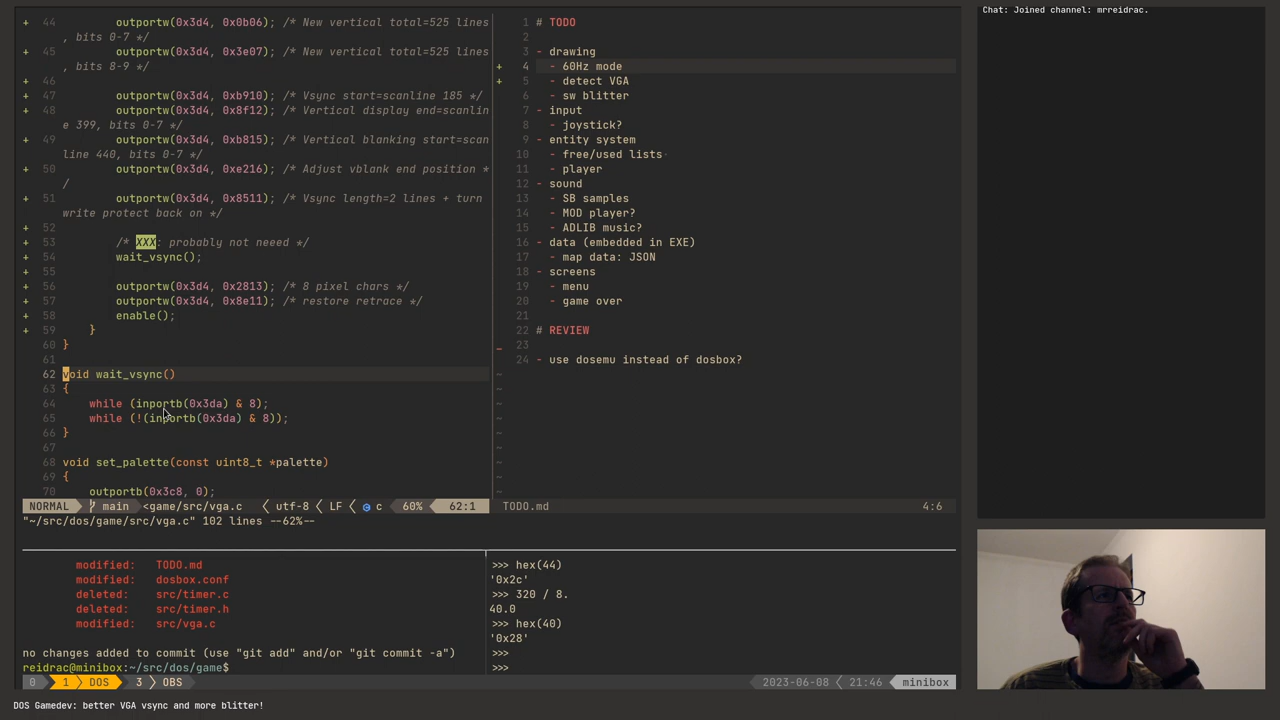 Chat: Joined channel: mrreidrac.
+ 44         outportw(0x3d4, 0x0b06); /* New vertical total=525 lines
, bits 0-7 */
+ 45         outportw(0x3d4, 0x3e07); /* New vertical total=525 lines
, bits 8-9 */
+ 46
+ 47         outportw(0x3d4, 0xb910); /* Vsync start=scanline 185 */
+ 48         outportw(0x3d4, 0x8f12); /* Vertical display end=scanlin
e 399, bits 0-7 */
+ 49         outportw(0x3d4, 0xb815); /* Vertical blanking start=scan
line 440, bits 0-7 */
+ 50         outportw(0x3d4, 0xe216); /* Adjust vblank end position *
/
+ 51         outportw(0x3d4, 0x8511); /* Vsync length=2 lines + turn
write protect back on */
+ 52
+ 53         /* XXX: probably not neeed */
+ 54         wait_vsync();
+ 55
+ 56         outportw(0x3d4, 0x2813); /* 8 pixel chars */
+ 57         outportw(0x3d4, 0x8e11); /* restore retrace */
+ 58         enable();
+ 59     }
60 }
61
62 void wait_vsync()
63 {
64     while (inportb(0x3da) & 8);
65     while (!(inportb(0x3da) & 8));
66 }
67
68 void set_palette(const uint8_t *palette)
69 {
70     outportb(0x3c8, 0);
NORMAL main <game/src/vga.c utf-8 LF c 60% 62:1
"~/src/dos/game/src/vga.c" 102 lines --62%--
1 # TODO
2
3 - drawing
+ 4   - 60Hz mode
+ 5   - detect VGA
6   - sw blitter
7 - input
8   - joystick?
9 - entity system
10   - free/used lists·
11   - player
12 - sound
13   - SB samples
14   - MOD player?
15   - ADLIB music?
16 - data (embedded in EXE)
17   - map data: JSON
18 - screens
19   - menu
20   - game over
21
22 # REVIEW
_ 23
24 - use dosemu instead of dosbox?
~
~
~
~
~
~
~
~
TODO.md 4:6
modified:   TODO.md
modified:   dosbox.conf
deleted:    src/timer.c
deleted:    src/timer.h
modified:   src/vga.c
no changes added to commit (use "git add" and/or "git commit -a")
reidrac@minibox:~/src/dos/game$
>>> hex(44)
'0x2c'
>>> 320 / 8.
40.0
>>> hex(40)
'0x28'
>>>
>>>
0 1 DOS 3 OBS 2023-06-08 21:46 minibox
DOS Gamedev: better VGA vsync and more blitter!